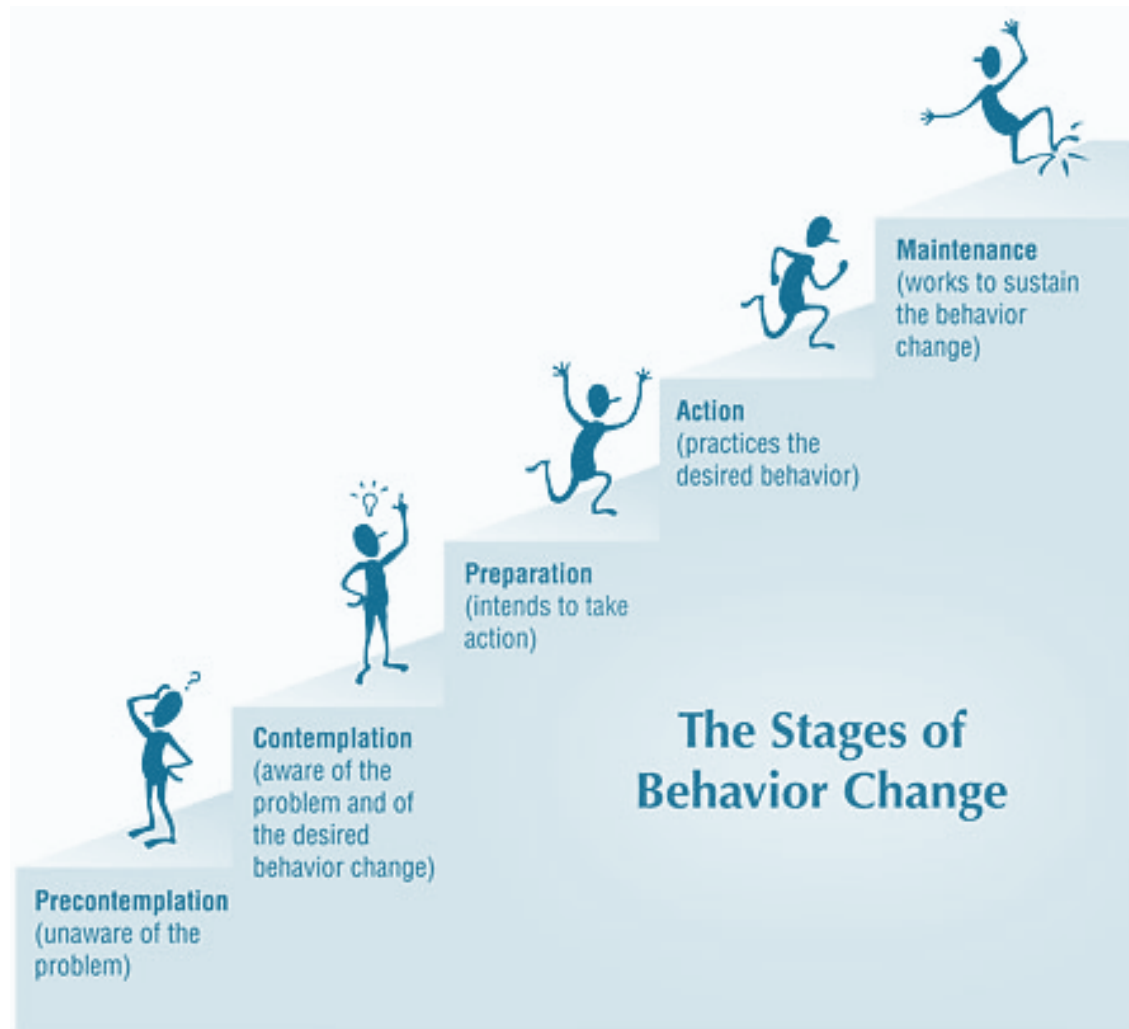 Precontemplation
(unaware of the
problem)
Contemplation
(aware of the
problem and of
the desired
behavior change)
Preparation
(intends to take
action)
Action
(practices the
desired behavior)
Maintenance
(works to sustain
the behavior
change)
The Stages of
Behavior Change
?